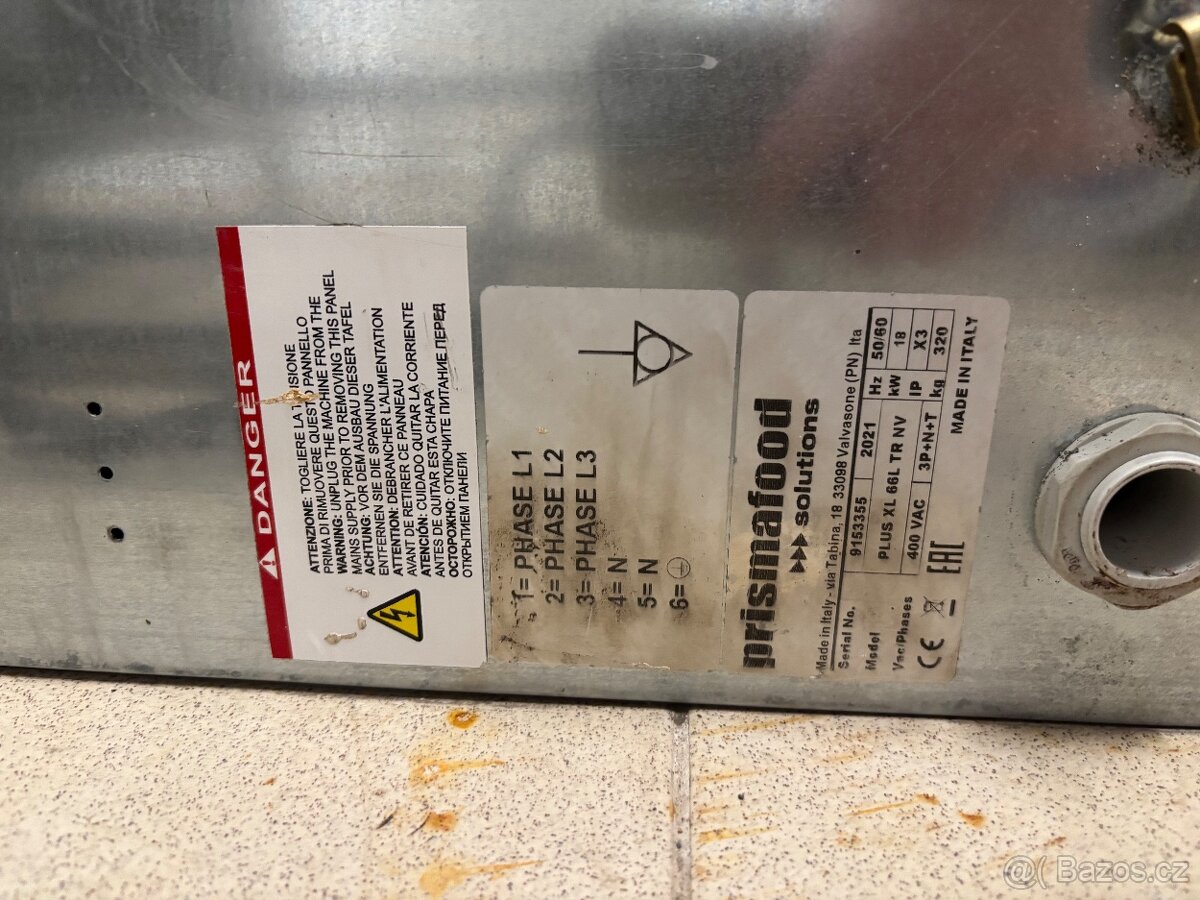 DANGER
ATTENZIONE: TOGLIERE LA TENSIONE
PRIMA DI RIMUOVERE QUESTO PANNELLO
WARNING: UNPLUG THE MACHINE FROM THE
MAINS SUPPLY PRIOR TO REMOVING THIS PANEL
ACHTUNG: VOR DEM AUSBAU DIESER TAFEL
ENTFERNEN SIE DIE SPANNUNG
ATTENTION: DEBRANCHER L'ALIMENTATION
AVANT DE RETIRER CE PANNEAU
ATENCIÓN: CUIDADO QUITAR LA CORRIENTE
ANTES DE QUITAR ESTA CHAPA
ОСТОРОЖНО: ОТКЛЮЧИТЕ ПИТАНИЕ ПЕРЕД
ОТКРЫТИЕМ ПАНЕЛИ
1= PHASE L1
2= PHASE L2
3= PHASE L3
4= N
5= N
6=
prismafood
solutions
Made in Italy - via Tabina, 18 33098 Valvasone (PN) Ita
Serial No. 9153355 2021 Hz 50/60
Model PLUS XL 66L TR NV kW 18
Vac/Phases 400 VAC 3P+N+T IP X3
kg 320
CE EAC MADE IN ITALY
@( Bazos.cz